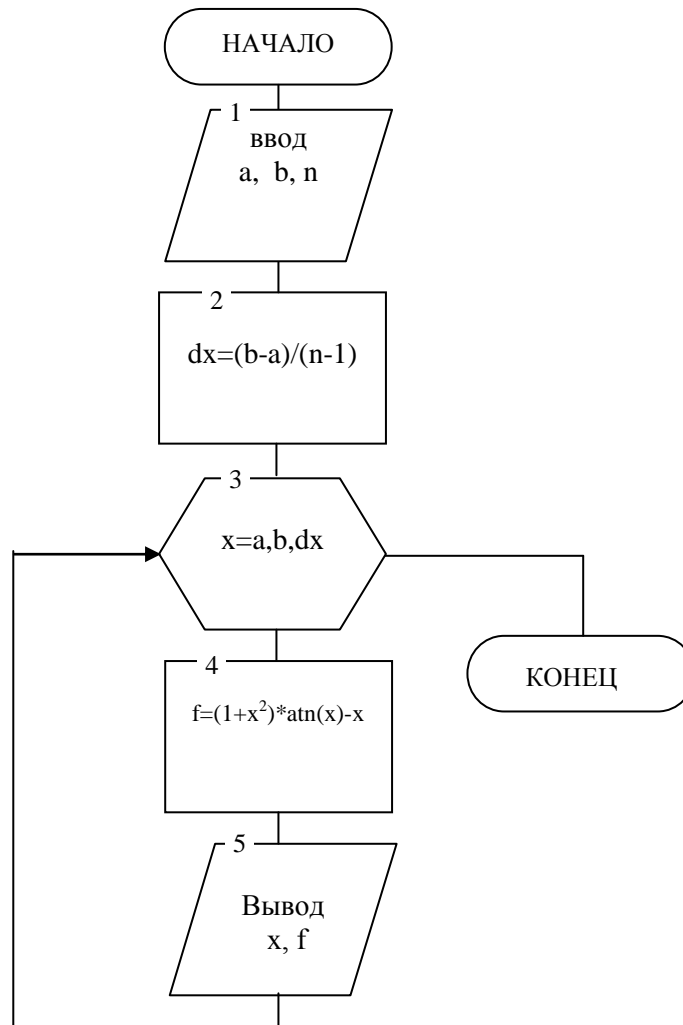 НАЧАЛО
1
ввод
a, b, n
2
dx=(b-a)/(n-1)
3
x=a,b,dx
4
f=(1+x²)*atn(x)-x
КОНЕЦ
5
Вывод
x, f